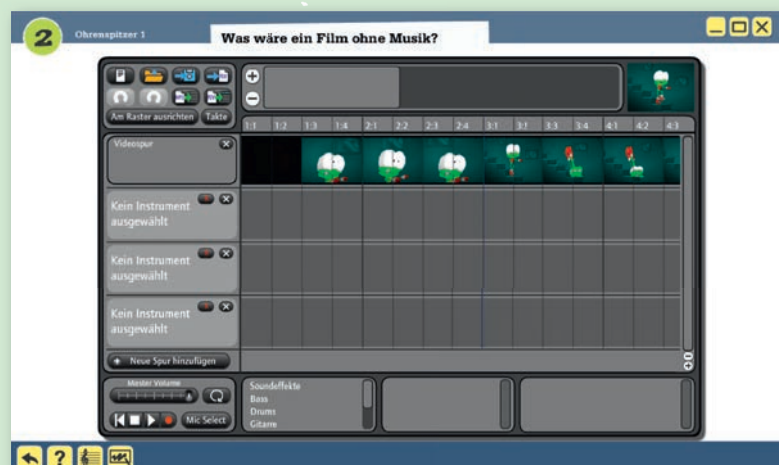 2
Ohrenspitzer 1
Was wäre ein Film ohne Musik?
Am Raster ausrichten
Takte
1:1 1:2 1:3 1:4 2:1 2:2 2:3 2:4 3:1 3:2 3:3 3:4 4:1 4:2 4:3
Videospur
Kein Instrument
ausgewählt
Kein Instrument
ausgewählt
Kein Instrument
ausgewählt
+ Neue Spur hinzufügen
Master Volume
Mic Select
Soundeffekte
Bass
Drums
Gitarre
?